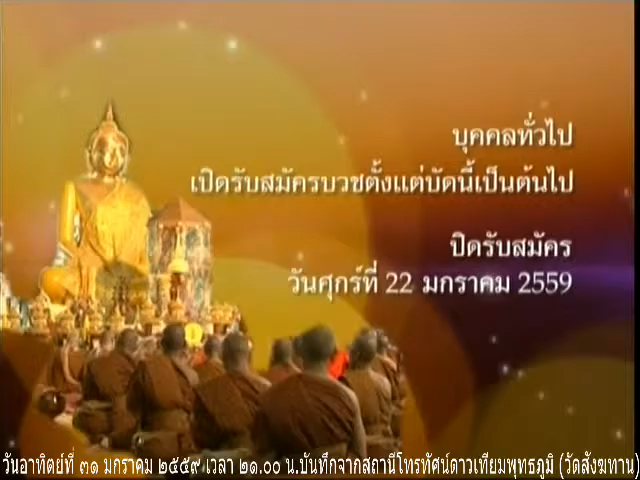 บุคคลทั่วไป
เปิดรับสมัครบวชตั้งแต่บัดนี้เป็นต้นไป
ปิดรับสมัคร
วันศุกร์ที่ 22 มกราคม 2559
วันอาทิตย์ที่ ๓๑ มกราคม ๒๕๕๙ เวลา ๒๑.๐๐ น.บันทึกจากสถานีโทรทัศน์ดาวเทียมพุทธภูมิ (วัดสังฆทาน)